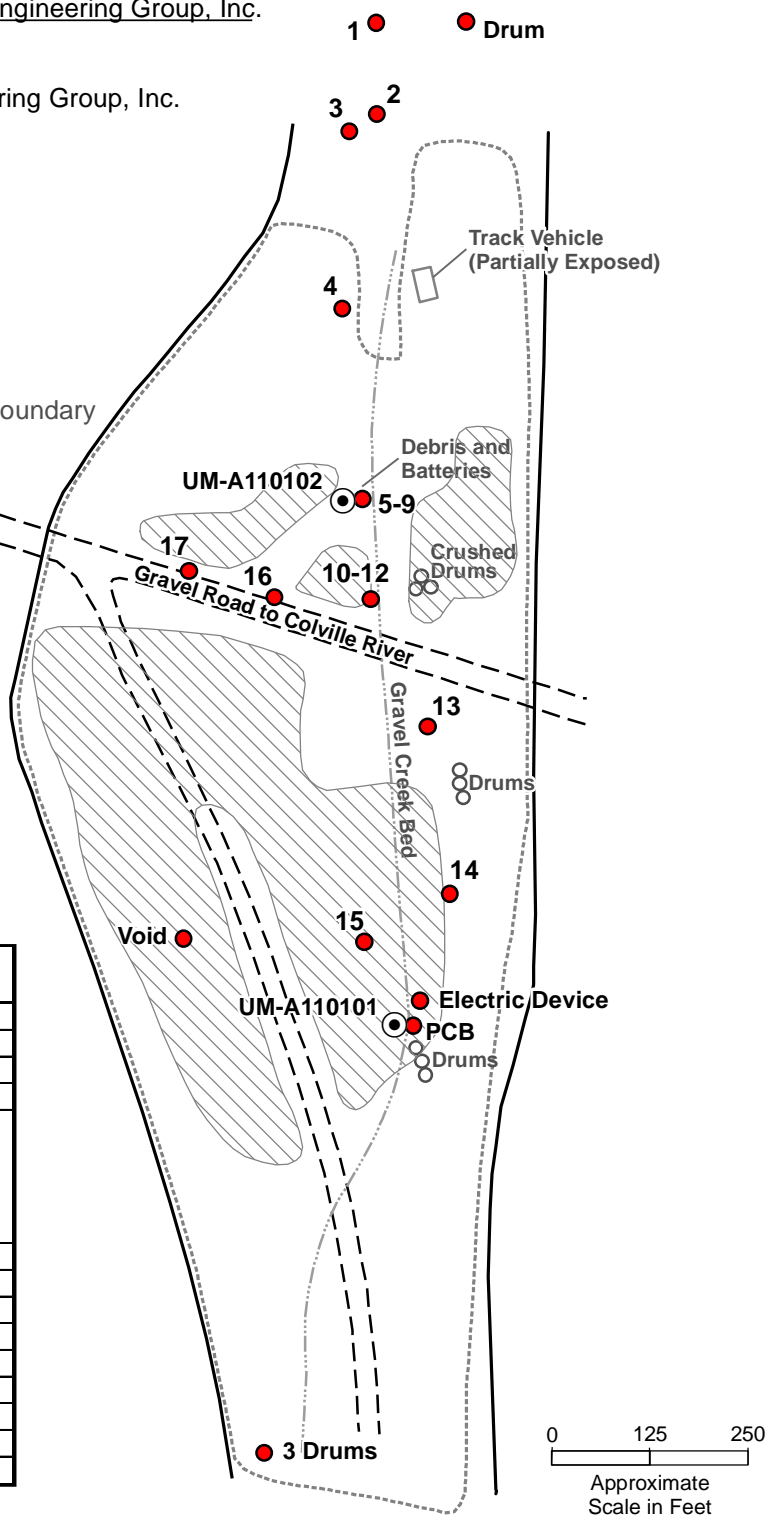 ngineering Group, Inc.
1
Drum
ring Group, Inc.
2
3
Track Vehicle
(Partially Exposed)
4
oundary
Debris and
Batteries
UM-A110102
5-9
17
16
10-12
Crushed
Drums
Gravel Road to Colville River
13
Gravel Creek Bed
Drums
14
15
Void
Electric Device
UM-A110101
PCB
Drums
3 Drums
0 125 250
Approximate
Scale in Feet